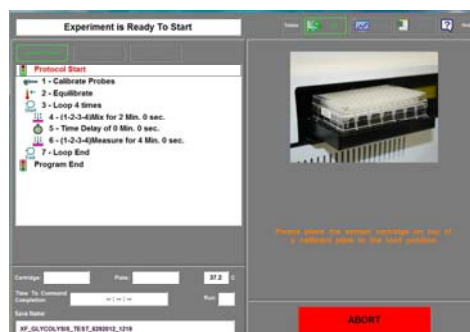 Experiment is Ready To Start
Protocol Start
1 - Calibrate Probes
2 - Equilibrate
3 - Loop 4 times
4 - (1-2-3-4)Mix for 2 Min. 0 sec.
5 - Time Delay of 0 Min. 0 sec.
6 - (1-2-3-4)Measure for 4 Min. 0 sec.
7 - Loop End
Program End
Please place the sensor cartridge on top of
a calibrant plate in the load position.
Cartridge: Plate: 37.2 C
Time To Command
Completion -- : -- : -- Run:
Save Name:
XF_GLYCOLYSIS_TEST_6292012_1219
ABORT